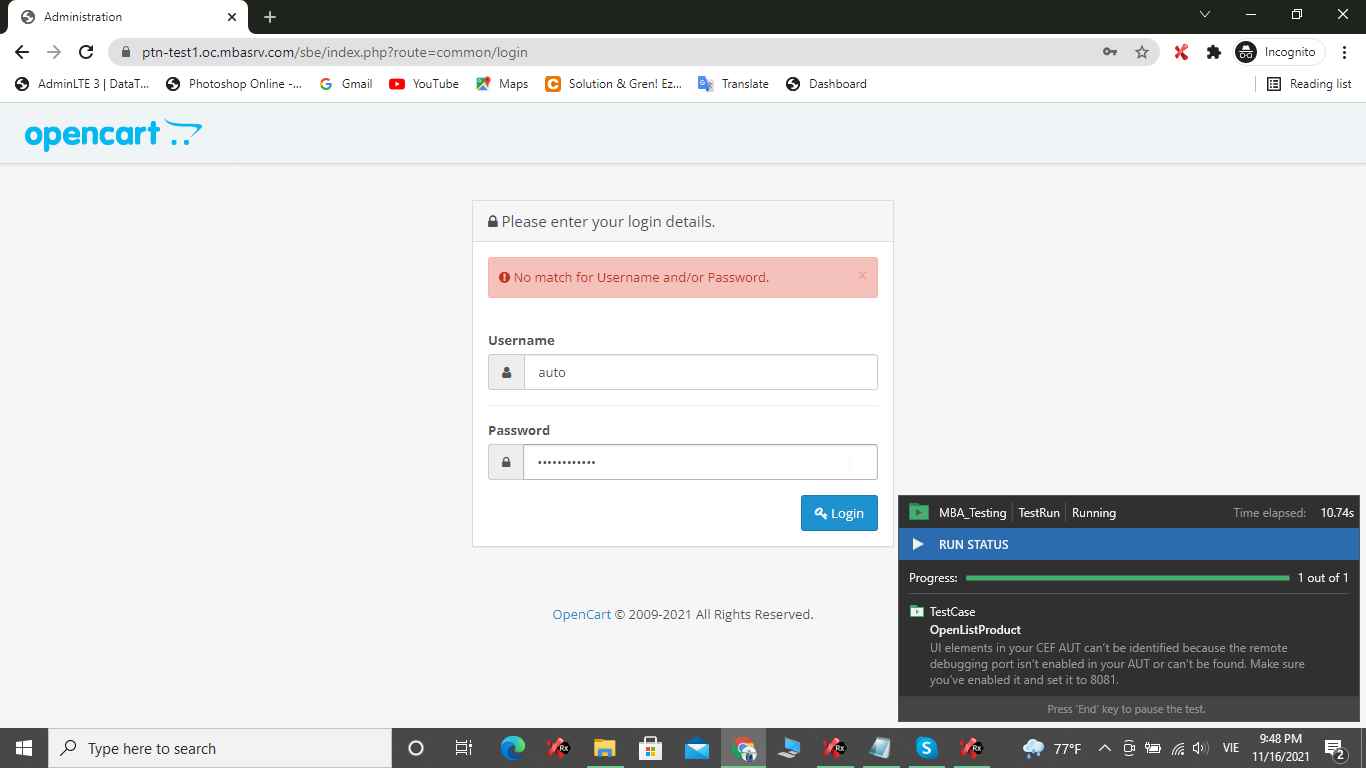 Administration
ptn-test1.oc.mbasrv.com/sbe/index.php?route=common/login
Incognito
AdminLTE 3 | DataT...
Photoshop Online -...
Gmail
YouTube
Maps
Solution & Gren! Ez...
Translate
Dashboard
Reading list
opencart
Please enter your login details.
No match for Username and/or Password.
×
Username
auto
Password
••••••••••••
Login
OpenCart © 2009-2021 All Rights Reserved.
MBA_Testing TestRun Running Time elapsed: 10.74s
RUN STATUS
Progress: 1 out of 1
TestCase
OpenListProduct
UI elements in your CEF AUT can't be identified because the remote
debugging port isn't enabled in your AUT or can't be found. Make sure
you've enabled it and set it to 8081.
Press 'End' key to pause the test.
Type here to search
Rx
Rx
Rx
77°F
VIE
9:48 PM
11/16/2021
2